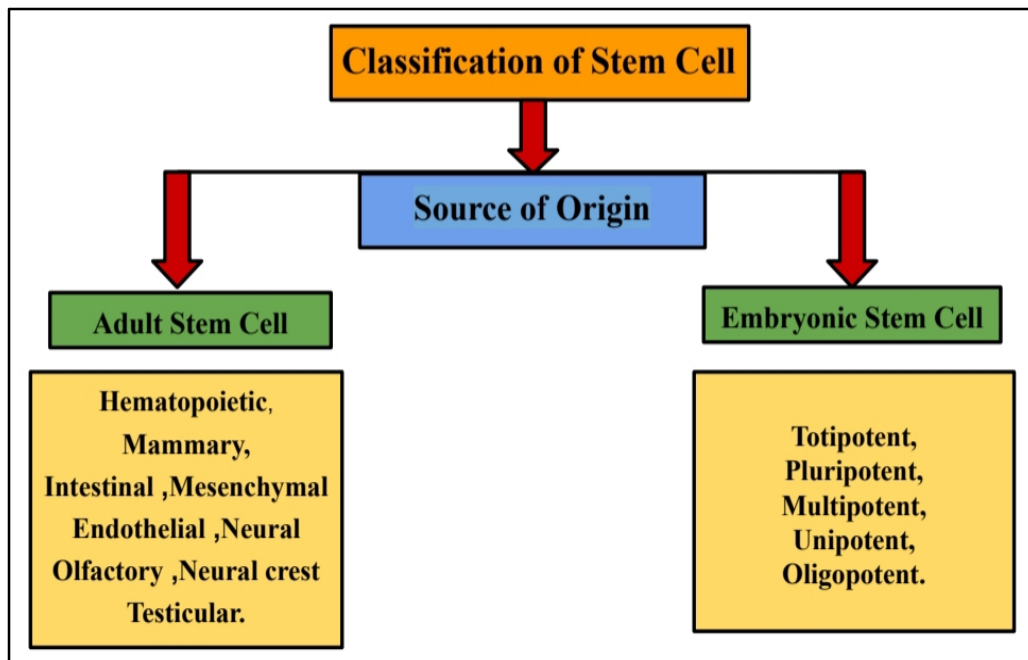 Classification of Stem Cell
Source of Origin
Adult Stem Cell
Hematopoietic,
Mammary,
Intestinal ,Mesenchymal
Endothelial ,Neural
Olfactory ,Neural crest
Testicular.
Embryonic Stem Cell
Totipotent,
Pluripotent,
Multipotent,
Unipotent,
Oligopotent.